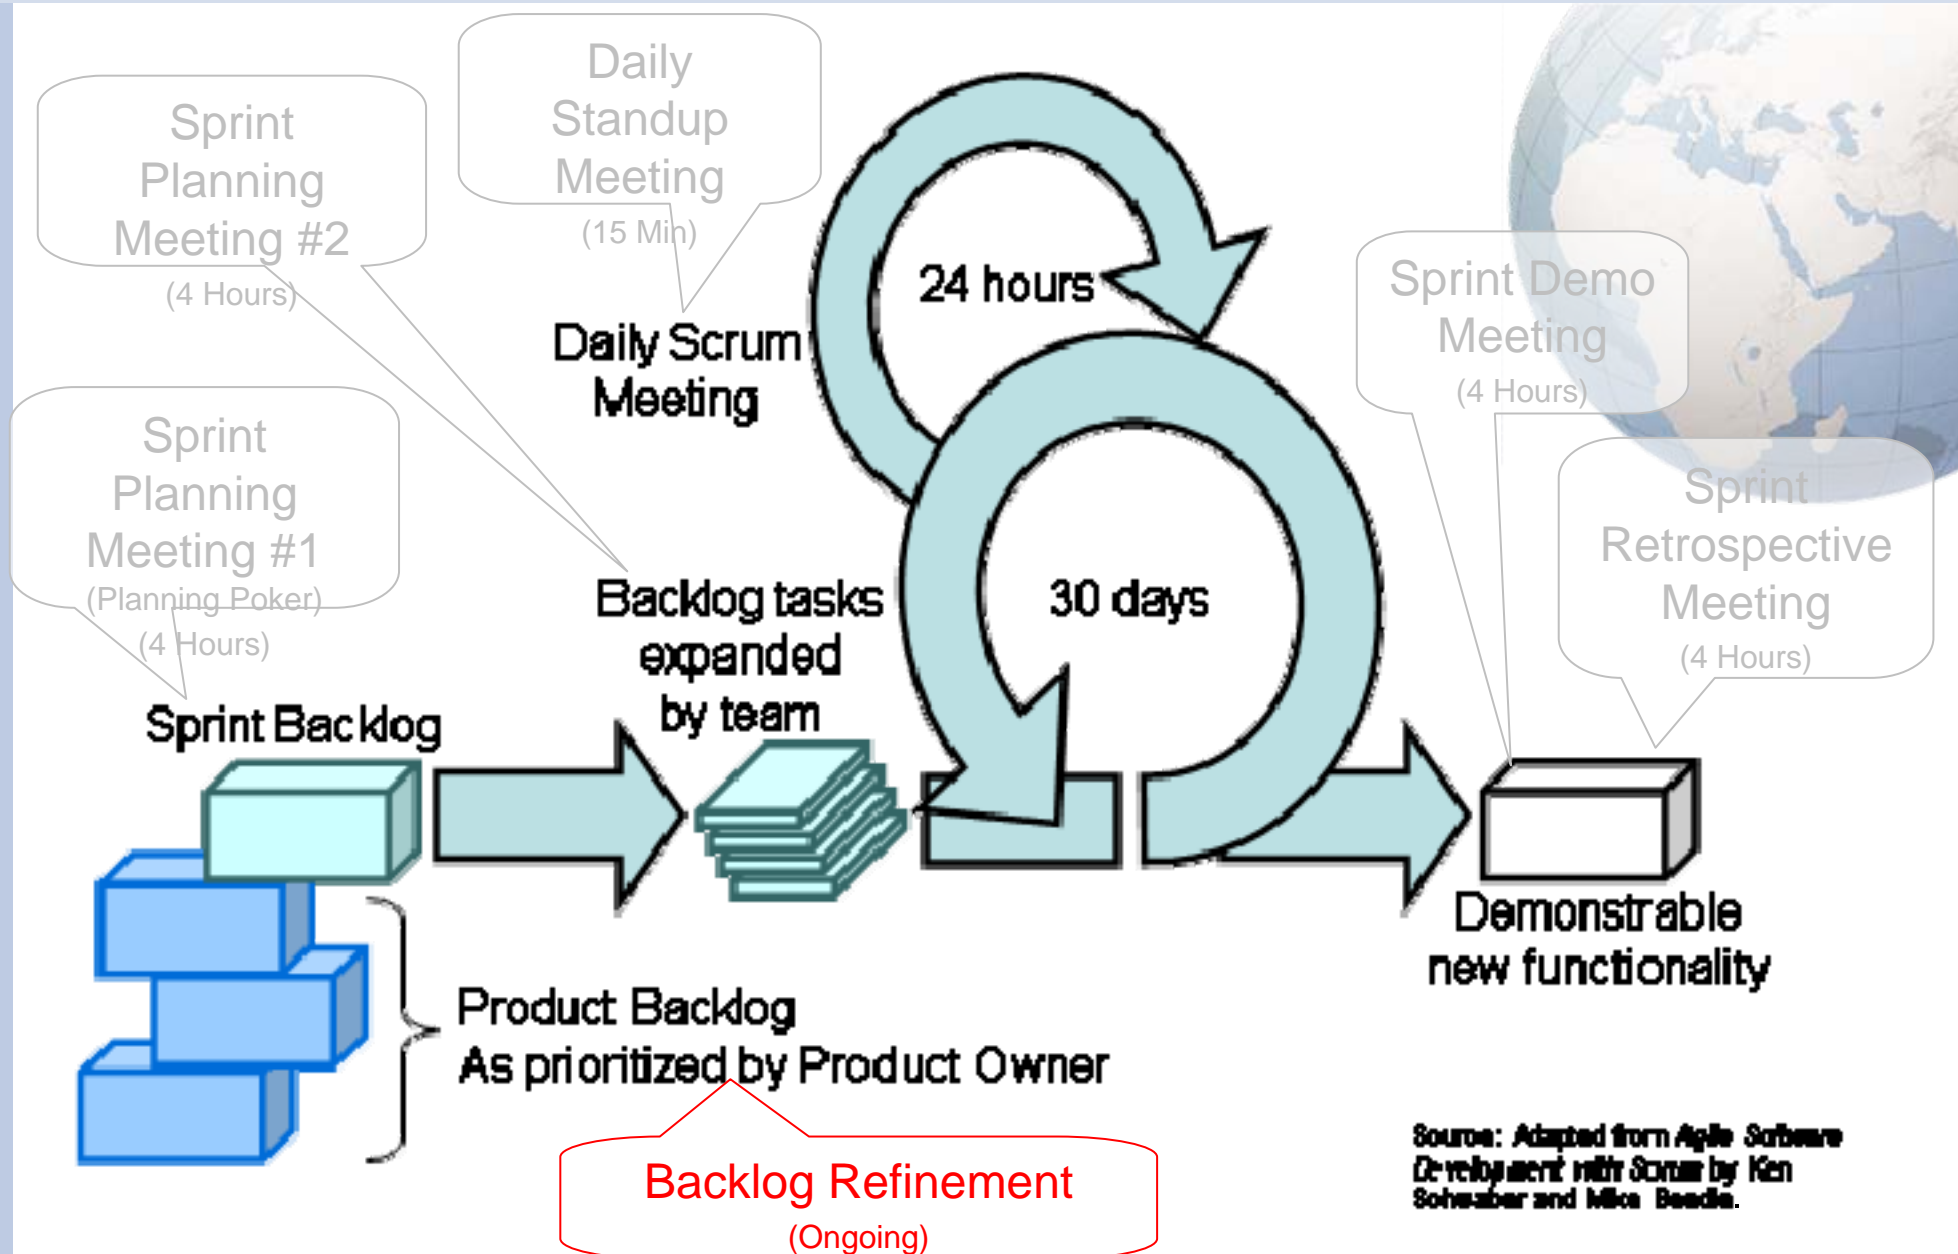 Daily
Standup
Meeting
(15 Min)
Sprint
Planning
Meeting #2
(4 Hours)
24 hours
Sprint Demo
Meeting
(4 Hours)
Daily Scrum
Meeting
Sprint
Planning
Meeting #1
(Planning Poker)
(4 Hours)
Sprint
Retrospective
Meeting
(4 Hours)
Backlog tasks
expanded
by team
30 days
Sprint Backlog
Demonstrable
new functionality
Product Backlog
As prioritized by Product Owner
Source: Adapted from Agile Software
Development with Scrum by Ken
Schwaber and Mike Beedle.
Backlog Refinement
(Ongoing)